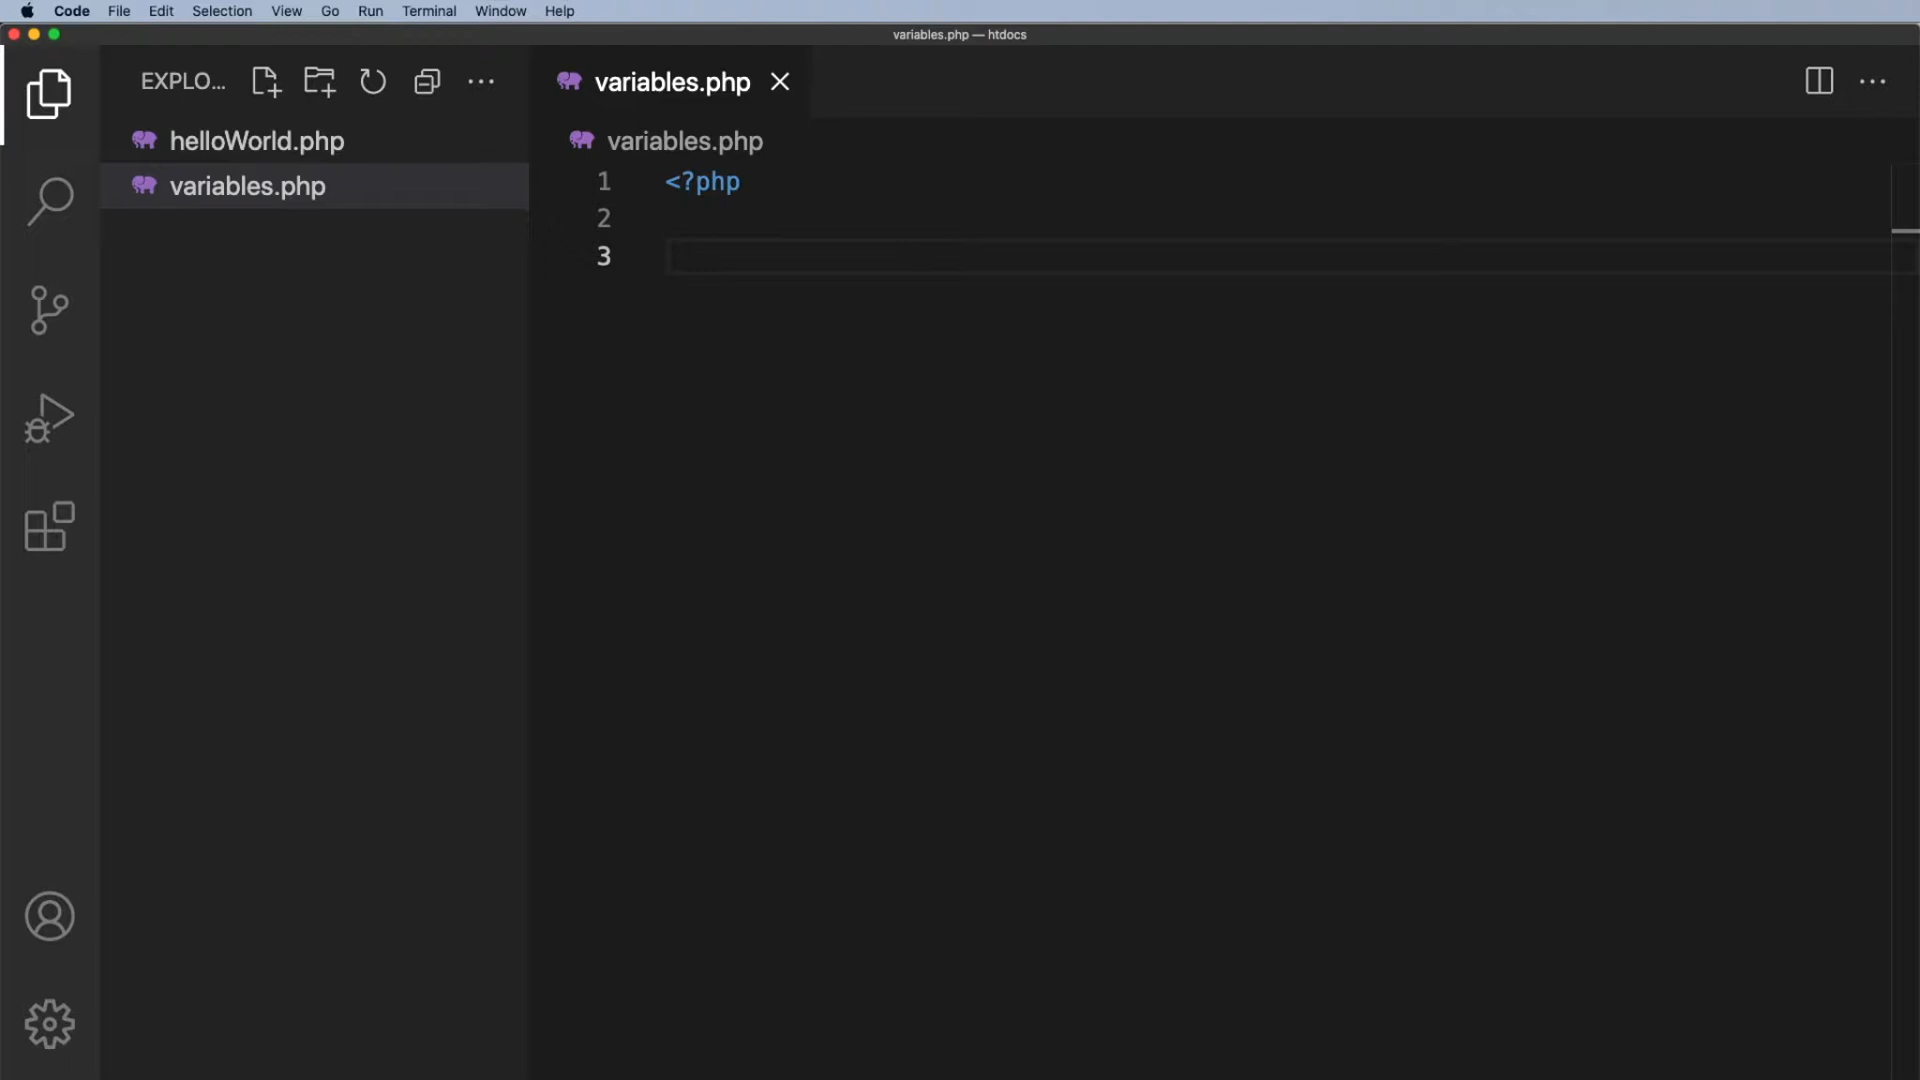 Code File Edit Selection View Go Run Terminal Window Help
variables.php — htdocs
EXPLO...
variables.php
helloWorld.php
variables.php
variables.php
1 <?php
2
3